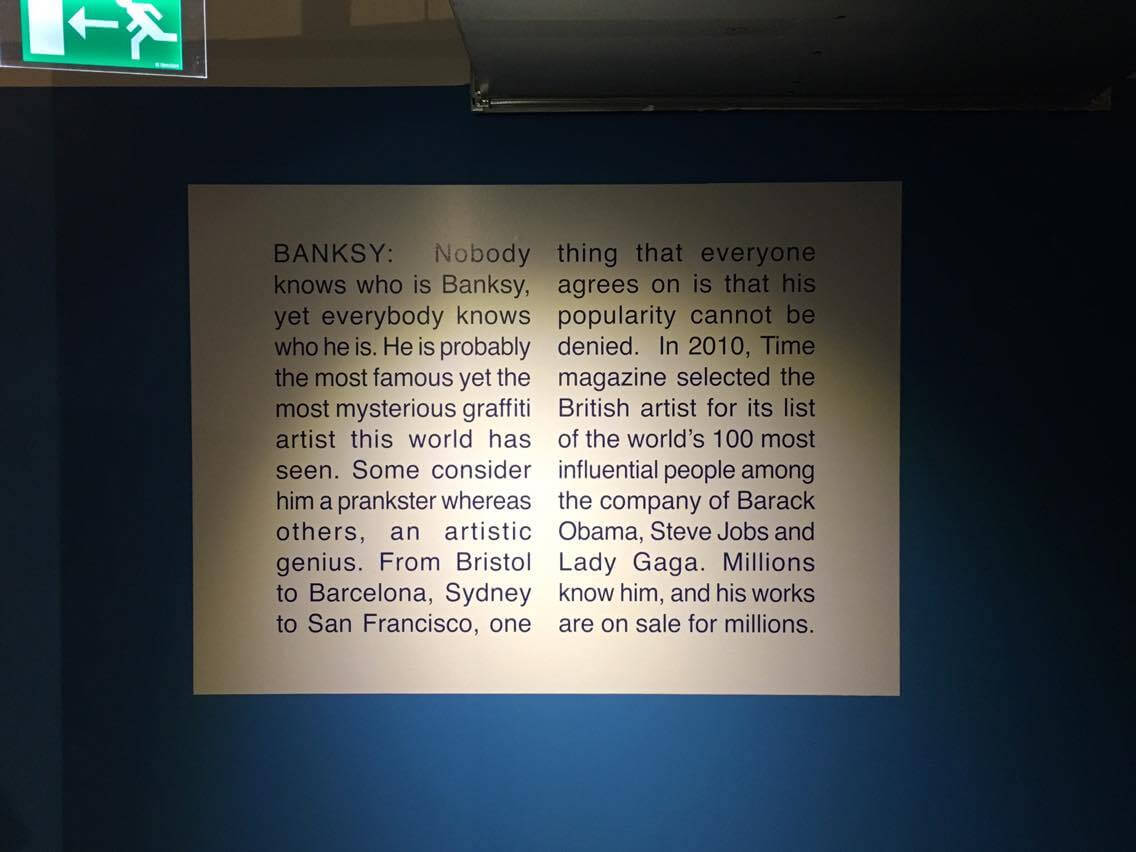 BANKSY: Nobody
knows who is Banksy,
yet everybody knows
who he is. He is probably
the most famous yet the
most mysterious graffiti
artist this world has
seen. Some consider
him a prankster whereas
others, an artistic
genius. From Bristol
to Barcelona, Sydney
to San Francisco, one
thing that everyone
agrees on is that his
popularity cannot be
denied. In 2010, Time
magazine selected the
British artist for its list
of the world's 100 most
influential people among
the company of Barack
Obama, Steve Jobs and
Lady Gaga. Millions
know him, and his works
are on sale for millions.